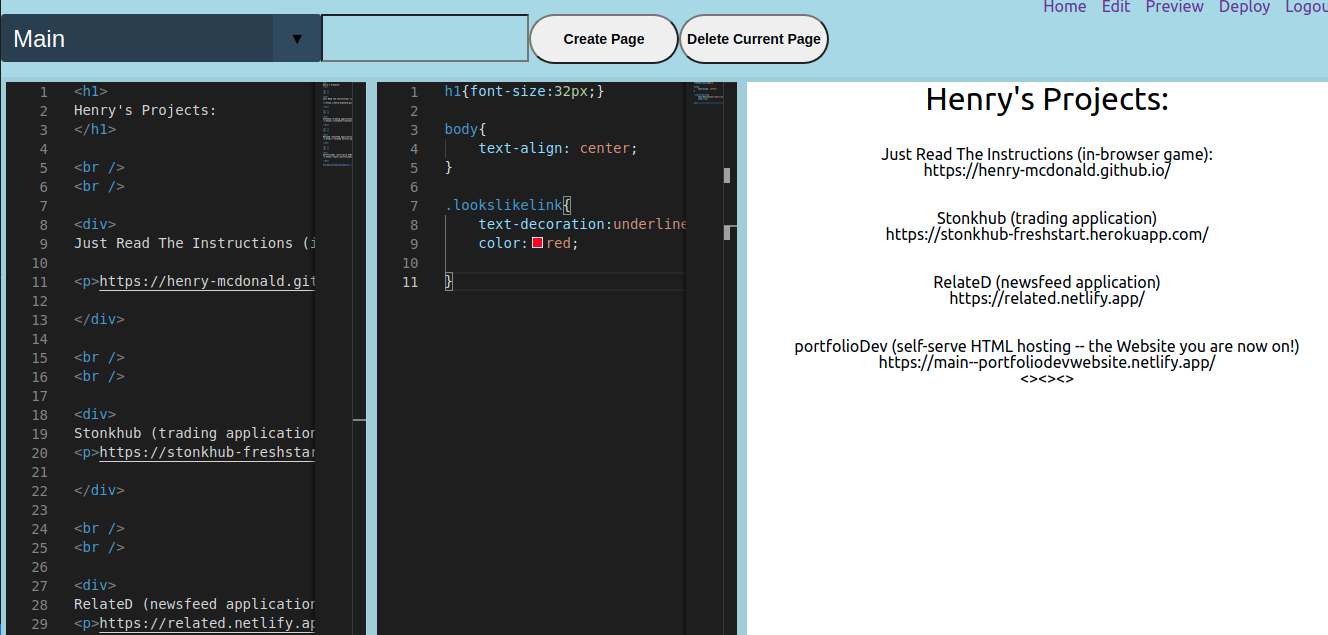 Home Edit Preview Deploy Logou
Main ▼ Create Page Delete Current Page
1 <h1>
2 Henry's Projects:
3 </h1>
4
5 <br />
6 <br />
7
8 <div>
9 Just Read The Instructions (i
10
11 <p>https://henry-mcdonald.git
12
13 </div>
14
15 <br />
16 <br />
17
18 <div>
19 Stonkhub (trading application
20 <p>https://stonkhub-freshstar
21
22 </div>
23
24 <br />
25 <br />
26
27 <div>
28 RelateD (newsfeed application
29 <p>https://related.netlify.ap
1 h1{font-size:32px;}
2
3 body{
4 text-align: center;
5 }
6
7 .lookslikelink{
8 text-decoration:underline
9 color:red;
10
11 }
Henry's Projects:
Just Read The Instructions (in-browser game):
https://henry-mcdonald.github.io/
Stonkhub (trading application)
https://stonkhub-freshstart.herokuapp.com/
RelateD (newsfeed application)
https://related.netlify.app/
portfolioDev (self-serve HTML hosting -- the Website you are now on!)
https://main--portfoliodevwebsite.netlify.app/
<><><>